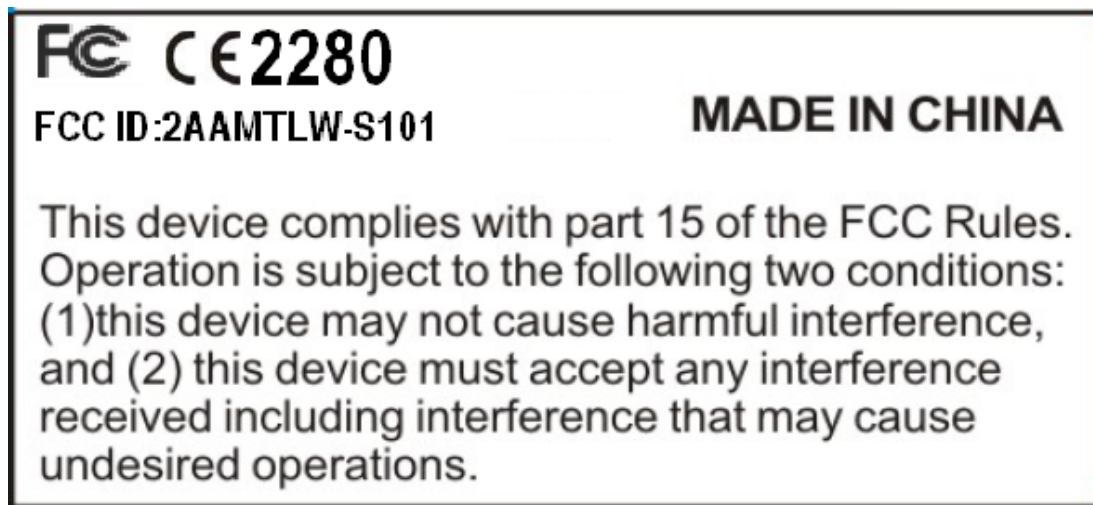 FC CE2280
FCC ID:2AAMTLW-S101
MADE IN CHINA
This device complies with part 15 of the FCC Rules.
Operation is subject to the following two conditions:
(1)this device may not cause harmful interference,
and (2) this device must accept any interference
received including interference that may cause
undesired operations.